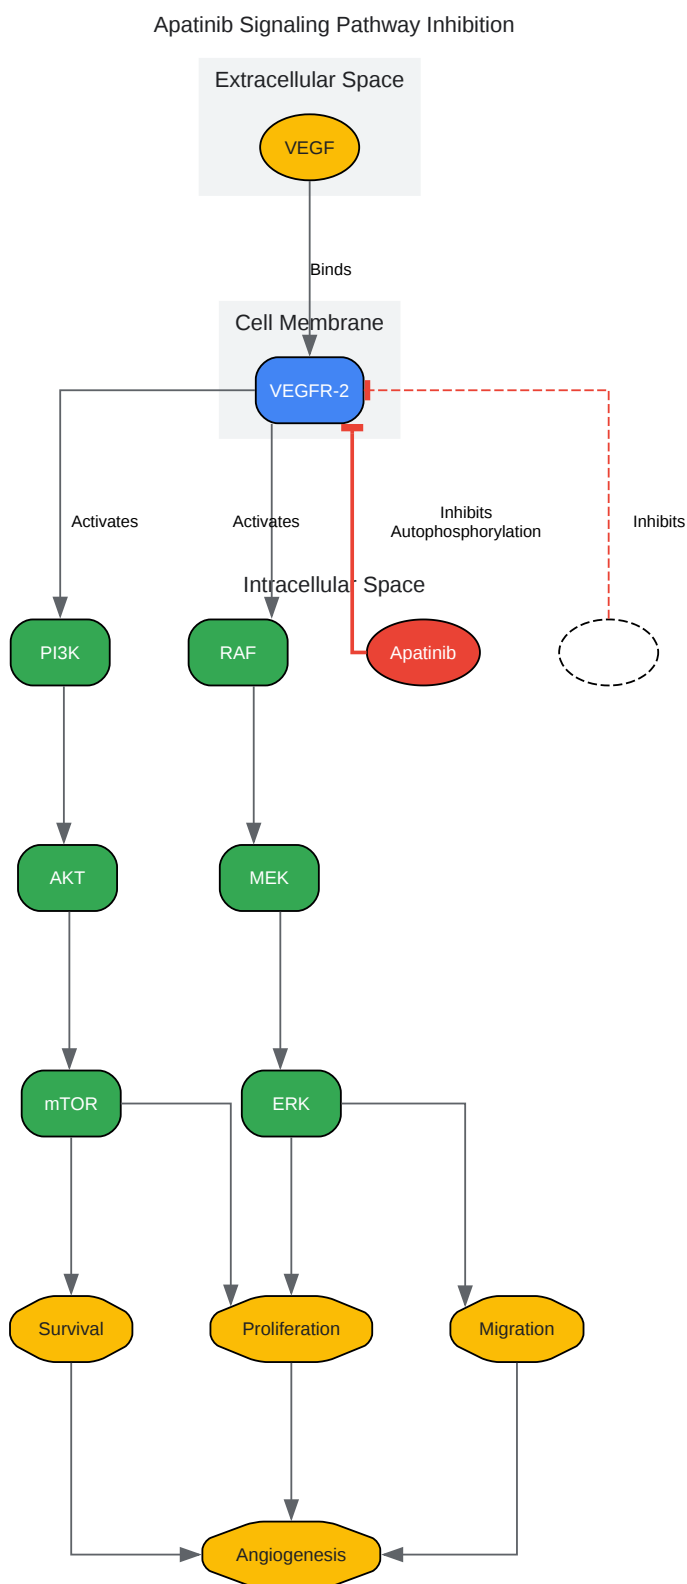 Apatinib Signaling Pathway Inhibition
Extracellular Space
VEGF
Binds
Cell Membrane
VEGFR-2
Activates
Activates
Inhibits
Autophosphorylation
Inhibits
Intracellular Space
PI3K
RAF
Apatinib
AKT
MEK
mTOR
ERK
Survival
Proliferation
Migration
Angiogenesis